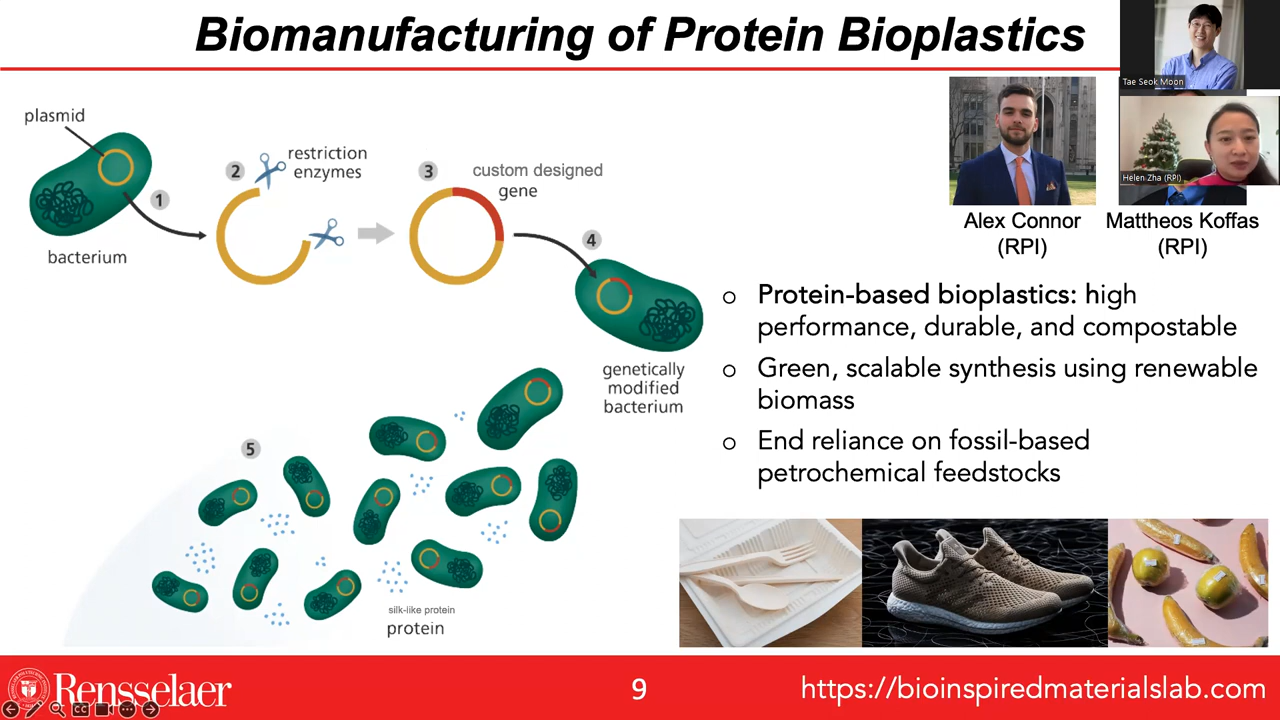 Biomanufacturing of Protein Bioplastics
Tae Seok Moon
Helen Zha (RPI)
Alex Connor
(RPI)
Mattheos Koffas
(RPI)
plasmid
bacterium
1
2
restriction
enzymes
3
custom designed
gene
4
genetically
modified
bacterium
5
silk-like protein
protein
o Protein-based bioplastics: high
performance, durable, and compostable
o Green, scalable synthesis using renewable
biomass
o End reliance on fossil-based
petrochemical feedstocks
Rensselaer
CC
9
https://bioinspiredmaterialslab.com